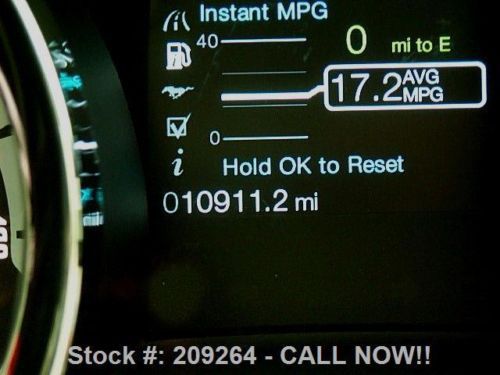 Instant MPG
40
0 mi to E
17.2 AVG MPG
0
i
Hold OK to Reset
010911.2 mi
Stock #: 209264 - CALL NOW!!